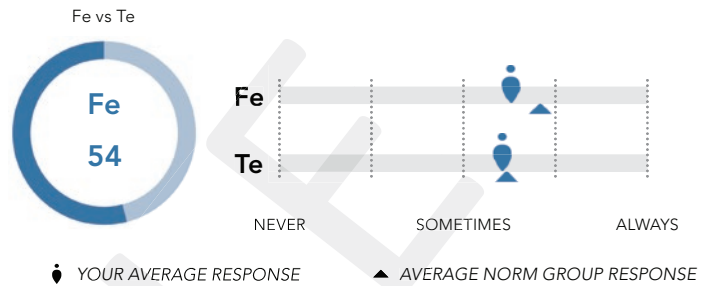 Fe vs Te
Fe
54
Fe
Te
NEVER SOMETIMES ALWAYS
YOUR AVERAGE RESPONSE AVERAGE NORM GROUP RESPONSE